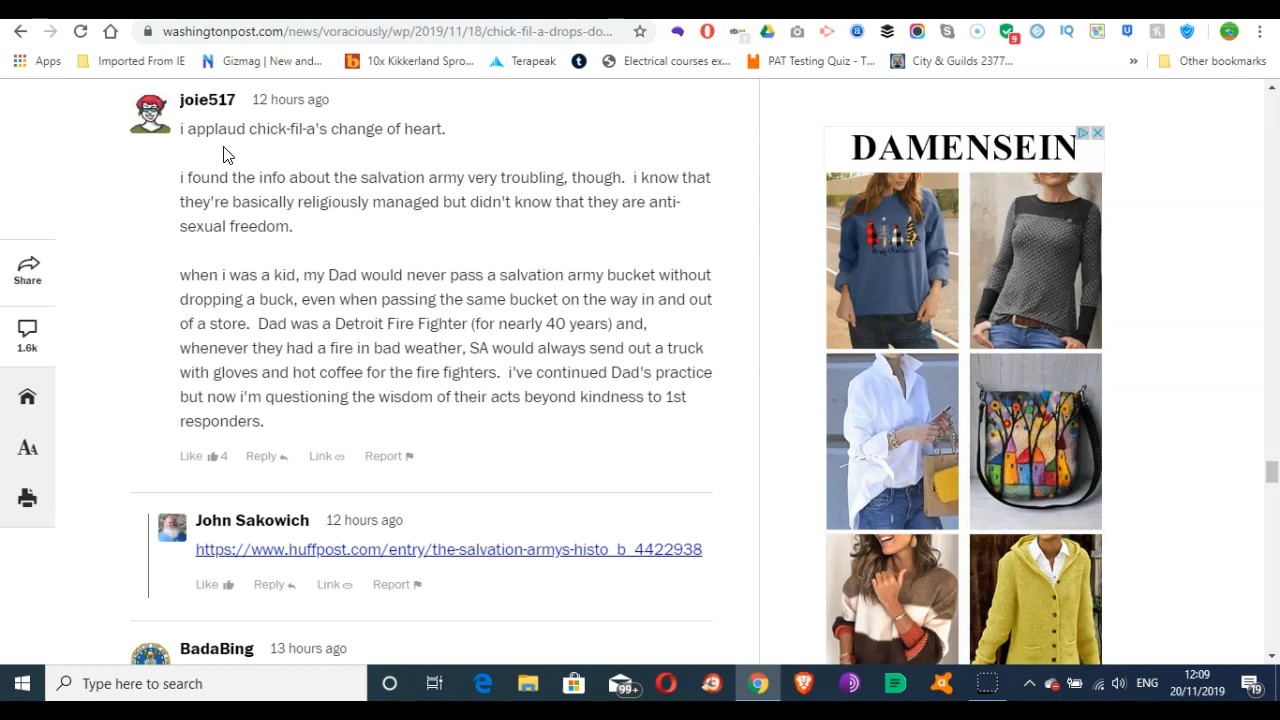 washingtonpost.com/news/voraciously/wp/2019/11/18/chick-fil-a-drops-do...
9
IQ
Apps Imported From IE Gizmag | New and... 10x Kikkerland Spro... Terapeak Electrical courses ex... PAT Testing Quiz - T... City & Guilds 2377... » Other bookmarks
joie517 12 hours ago
i applaud chick-fil-a's change of heart.
i found the info about the salvation army very troubling, though. i know that
they're basically religiously managed but didn't know that they are anti-
sexual freedom.
when i was a kid, my Dad would never pass a salvation army bucket without
dropping a buck, even when passing the same bucket on the way in and out
of a store. Dad was a Detroit Fire Fighter (for nearly 40 years) and,
whenever they had a fire in bad weather, SA would always send out a truck
with gloves and hot coffee for the fire fighters. i've continued Dad's practice
but now i'm questioning the wisdom of their acts beyond kindness to 1st
responders.
Like 4 Reply Link Report
John Sakowich 12 hours ago
https://www.huffpost.com/entry/the-salvation-armys-histo_b_4422938
Like Reply Link Report
BadaBing 13 hours ago
Share
1.6k
AA
DAMENSEIN
Type here to search
99+
ENG
12:09
20/11/2019
19